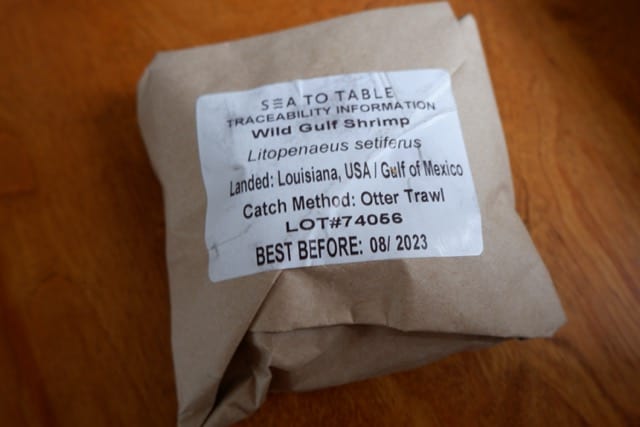 SEA TO TABLE
TRACEABILITY INFORMATION
Wild Gulf Shrimp
Litopenaeus setiferus
Landed: Louisiana, USA / Gulf of Mexico
Catch Method: Otter Trawl
LOT#74056
BEST BEFORE: 08/ 2023